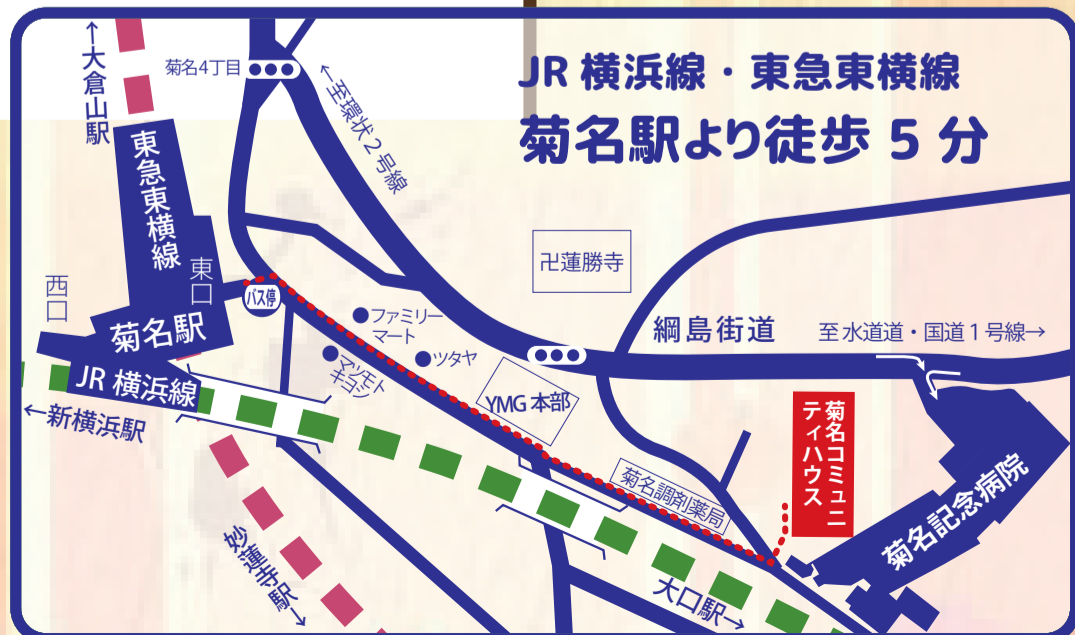 JR 横浜線・東急東横線
菊名駅より徒歩 5 分
←大倉山駅
菊名4丁目
←至環状２号線
東急東横線
東口
西口
バス停
菊名駅
JR 横浜線
←新横浜駅
ファミリー
マート
ツタヤ
マツモト
キヨシ
卍蓮勝寺
綱島街道
至水道道・国道１号線→
YMG 本部
菊名調剤薬局
菊名コミュニ
ティハウス
菊名記念病院
妙蓮寺駅→
大口駅→